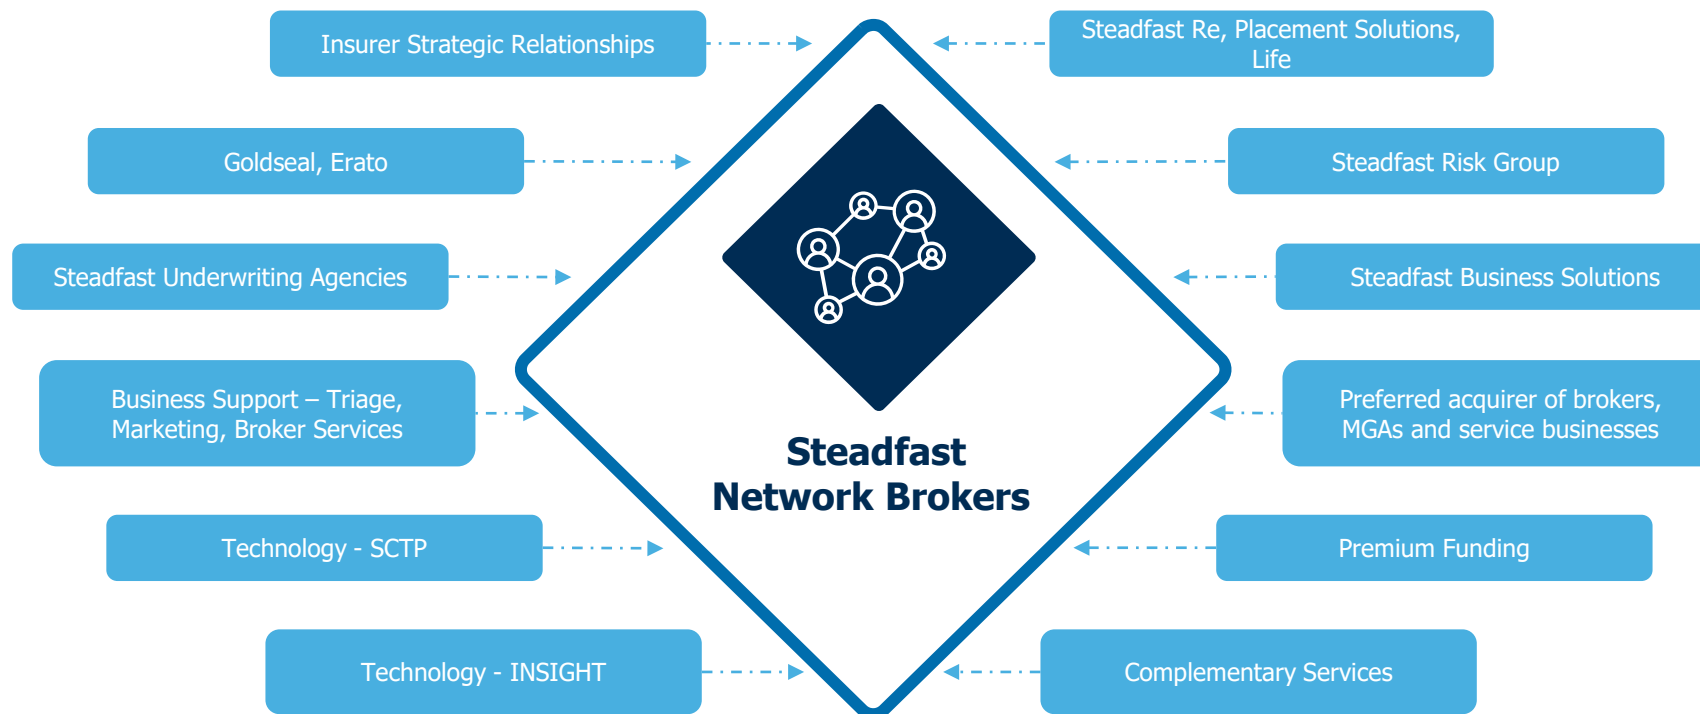 Insurer Strategic Relationships
Steadfast Re, Placement Solutions,
Life
Goldseal, Erato
Steadfast Risk Group
Steadfast Underwriting Agencies
Steadfast Business Solutions
Business Support – Triage,
Marketing, Broker Services
Preferred acquirer of brokers,
MGAs and service businesses
Steadfast
Network Brokers
Technology - SCTP
Premium Funding
Technology - INSIGHT
Complementary Services